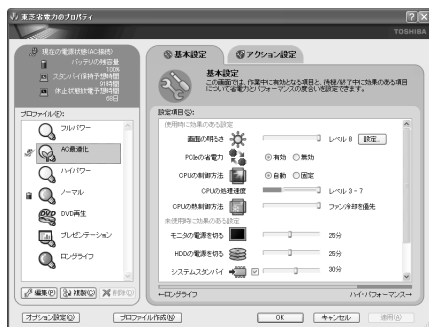 東芝省電力のプロパティ
TOSHIBA
現在の電源状態(AC接続)
バッテリの残容量
100%
スタンバイ保持予想時間
91時間
休止状態保持予想時間
68日
プロファイル(F):
フルパワー
AC最適化
ハイパワー
ノーマル
DVD再生
プレゼンテーション
ロングライフ
編集(P)
複製(C)
削除(D)
基本設定
アクション設定
基本設定
この画面では、作業中に有効となる項目と、待機/終了中に効果のある項目
について省電力とパフォーマンスの度合いを設定できます。
設定項目(S):
使用時に効果のある設定
画面の明るさ
レベル 8
設定...
PCIeの省電力
有効
無効
CPUの制御方法
自動
固定
CPUの処理速度
レベル 3 - 7
CPUの熱制御方法
ファン冷却を優先
未使用時に効果のある設定
モニタの電源を切る
25分
HDDの電源を切る
25分
システムスタンバイ
30分
←ロングライフ
ハイ・パフォーマンス→
オプション設定(O)
プロファイル作成(N)
OK
キャンセル
適用(A)